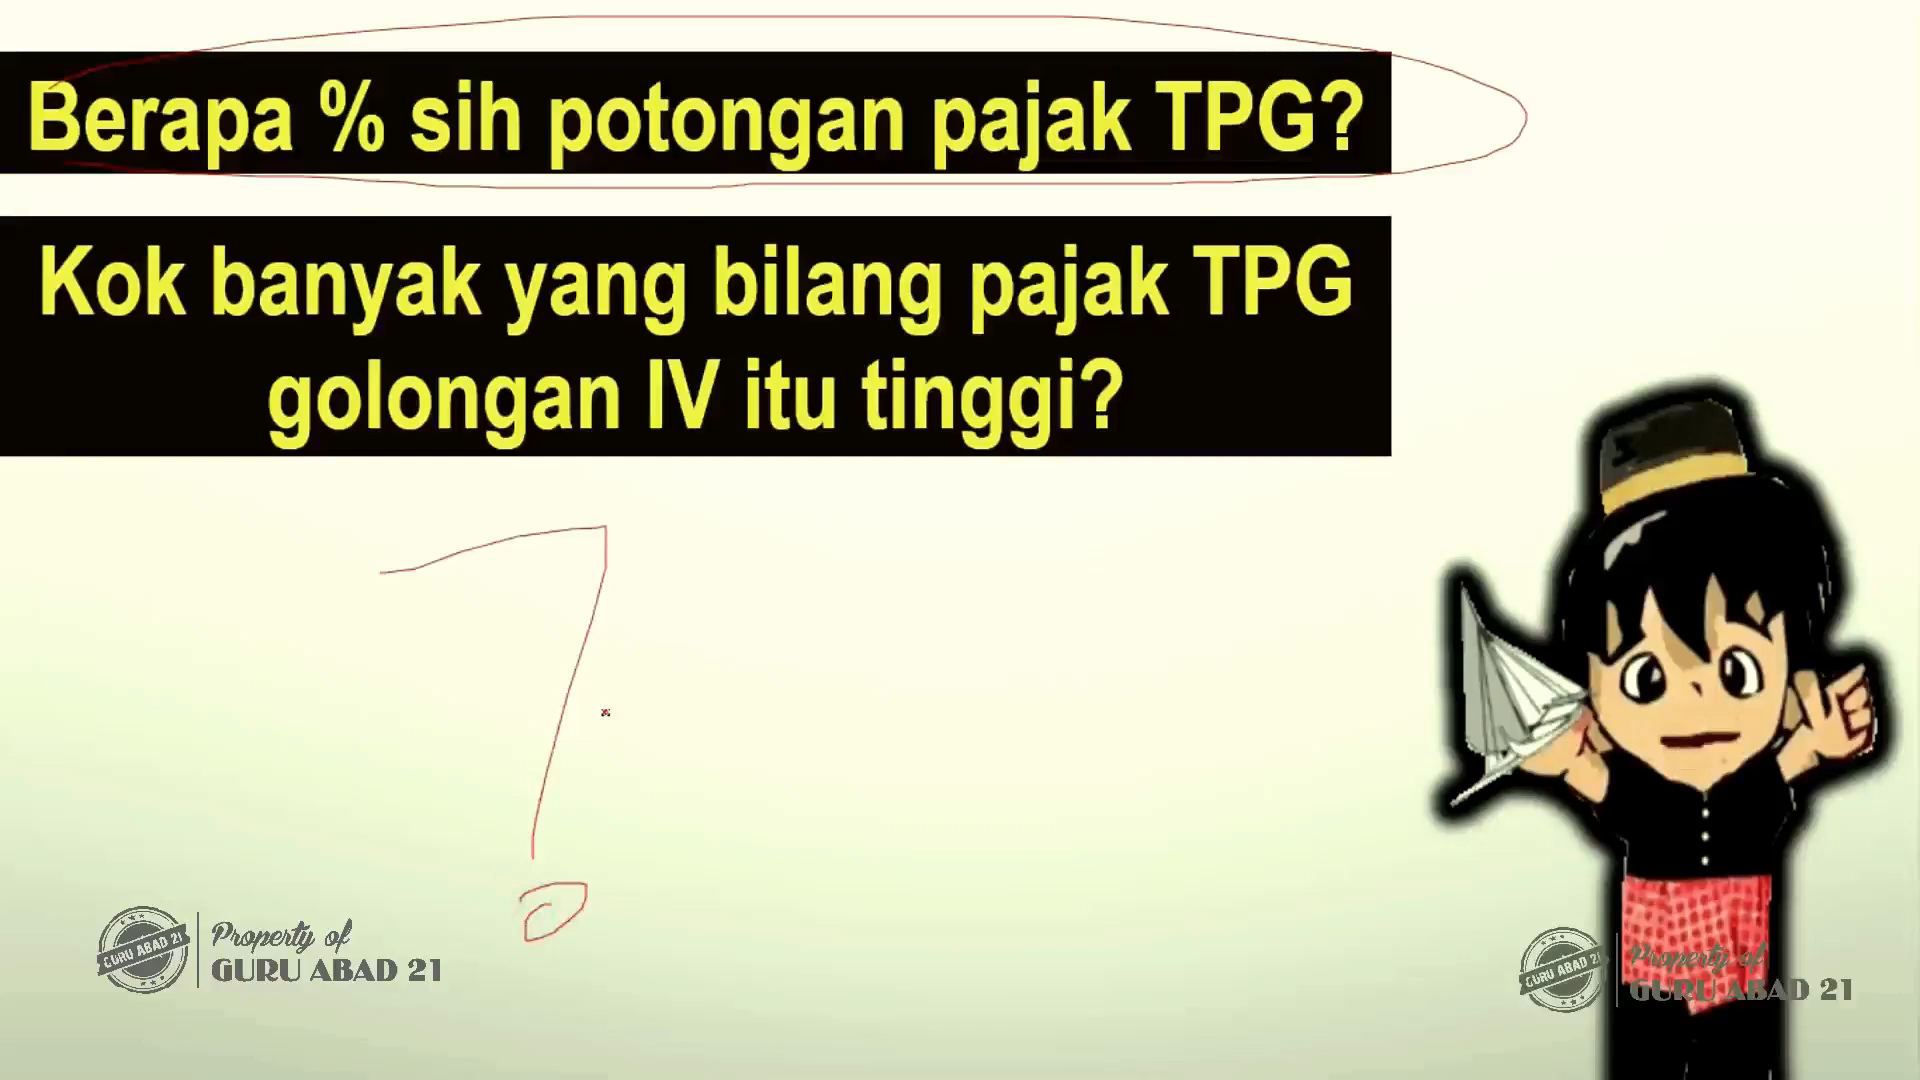 Berapa % sih potongan pajak TPG?
Kok banyak yang bilang pajak TPG
golongan IV itu tinggi?
?
GURU ABAD 21
Property of
GURU ABAD 21
GURU ABAD 21
Property of
GURU ABAD 21